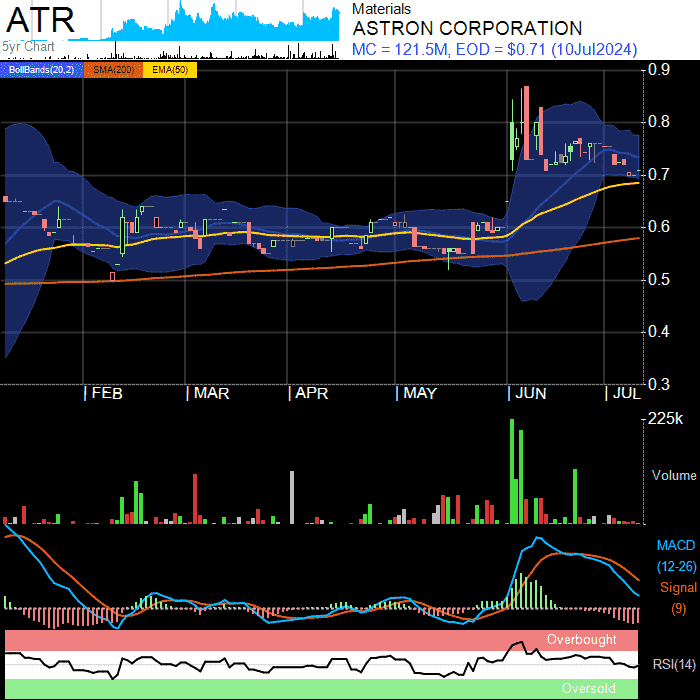 ATR
5yr Chart
Materials
ASTRON CORPORATION
MC = 121.5M, EOD = $0.71 (10Jul2024)
BollBands(20,2) SMA(200) EMA(50)
0.9
0.8
0.7
0.6
0.5
0.4
0.3
FEB MAR APR MAY JUN JUL
225k
Volume
MACD
(12-26)
Signal
(9)
Overbought
RSI(14)
Oversold